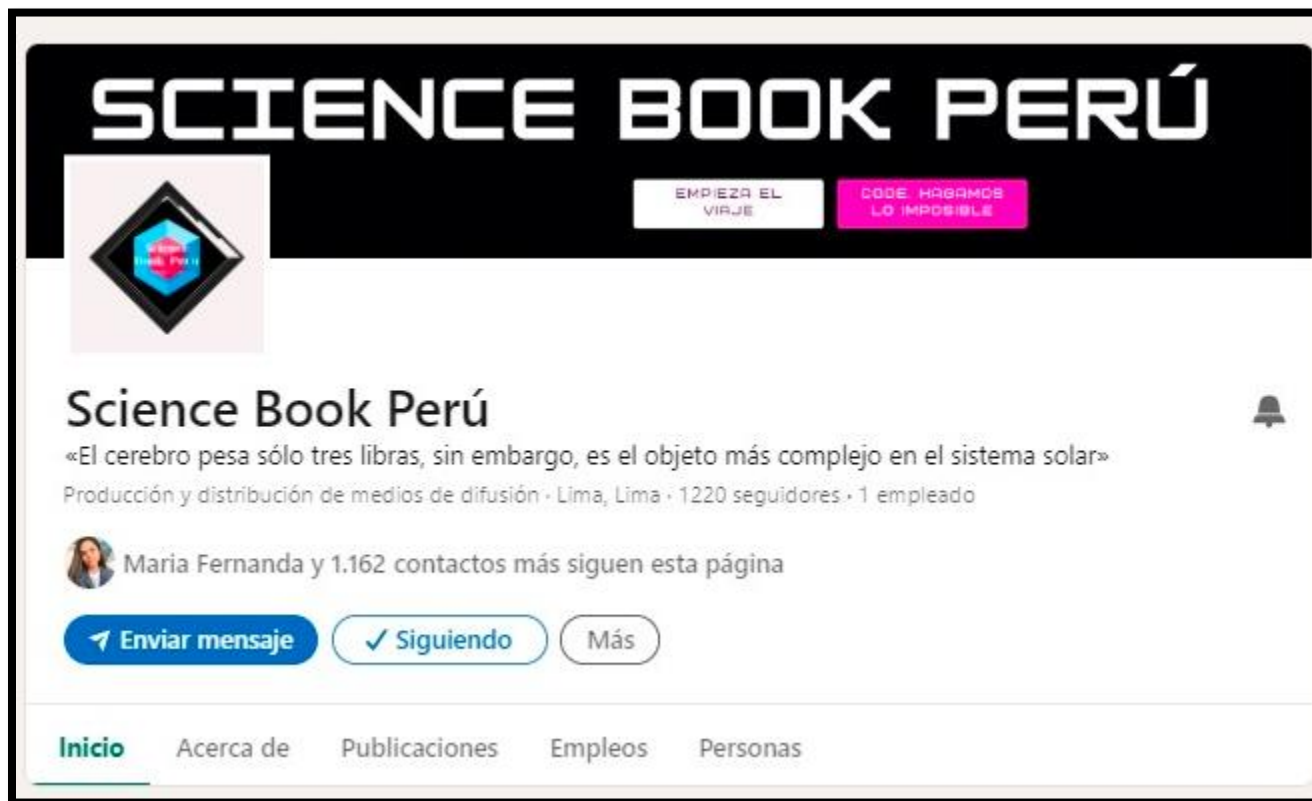 SCIENCE BOOK PERÚ
EMPIEZA EL
VIAJE
CODE. HAGAMOS
LO IMPOSIBLE
Science
Book Perú
Science Book Perú
«El cerebro pesa sólo tres libras, sin embargo, es el objeto más complejo en el sistema solar»
Producción y distribución de medios de difusión · Lima, Lima · 1220 seguidores · 1 empleado
Maria Fernanda y 1.162 contactos más siguen esta página
Enviar mensaje
Siguiendo
Más
Inicio
Acerca de
Publicaciones
Empleos
Personas